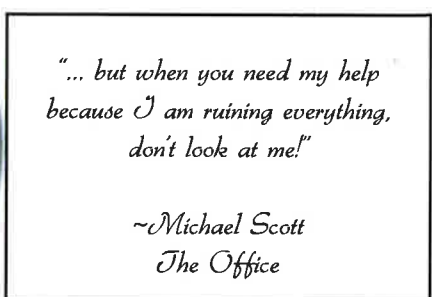 "... but when you need my help
because I am ruining everything,
don't look at me!"
~Michael Scott
The Office